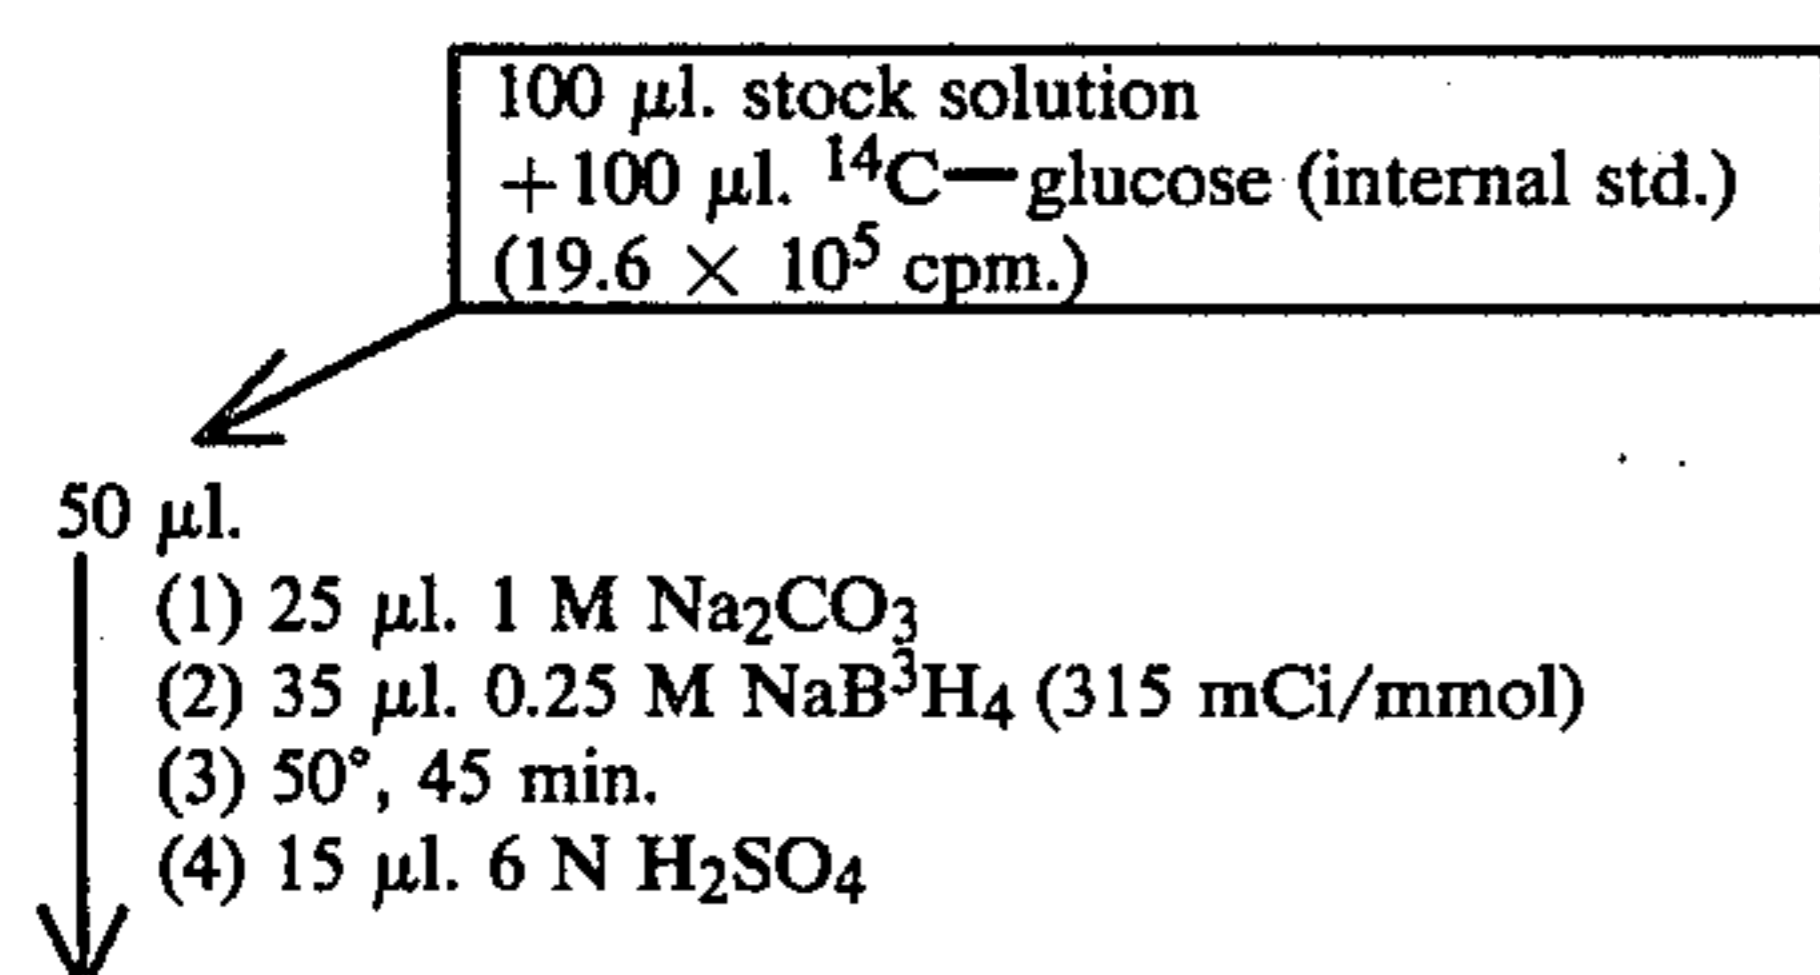 100 μl. stock solution
+100 μl. ¹⁴C—glucose (internal std.)
(19.6 × 10⁵ cpm.)
50 μl.
(1) 25 μl. 1 M Na₂CO₃
(2) 35 μl. 0.25 M NaB³H₄ (315 mCi/mmol)
(3) 50°, 45 min.
(4) 15 μl. 6 N H₂SO₄